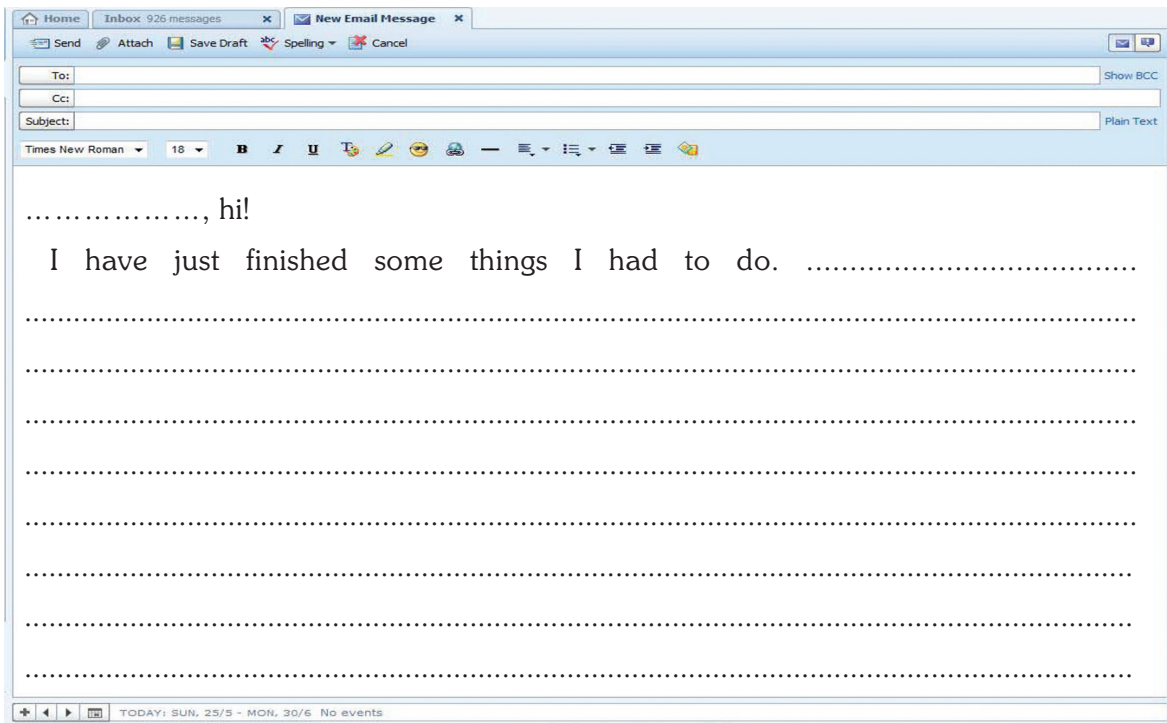 Home Inbox 926 messages x New Email Message x
Send Attach Save Draft abc Spelling Cancel
To: Show BCC
Cc:
Subject: Plain Text
Times New Roman 18 B I U T
………………, hi!
I have just finished some things I had to do. ......................................
................................................................................................................................
................................................................................................................................
................................................................................................................................
................................................................................................................................
................................................................................................................................
................................................................................................................................
................................................................................................................................
................................................................................................................................
TODAY: SUN, 25/5 - MON, 30/6 No events